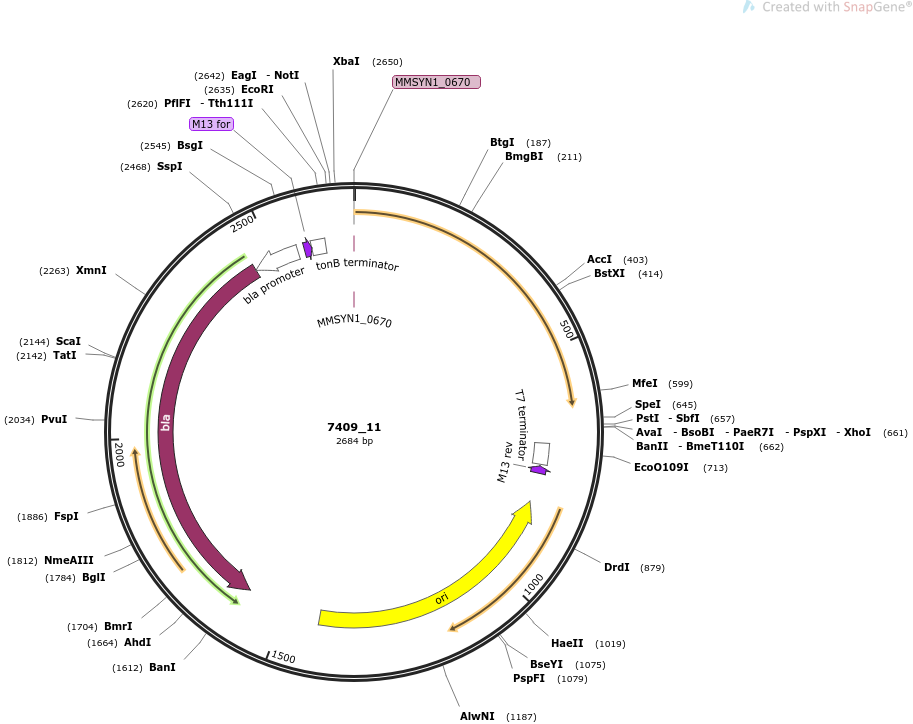 Created with SnapGene®
XbaI (2650)
(2642) EagI - NotI
(2635) EcoRI
(2620) PflFI - Tth111I
M13 for
(2545) BsgI
(2468) SspI
MMSYN1_0670
BtgI (187)
BmgBI (211)
AccI (403)
BstXI (414)
(2263) XmnI
(2144) ScaI
(2142) TatI
(2034) PvuI
(1886) FspI
(1812) NmeAIII
(1784) BglI
(1704) BmrI
(1664) AhdI
(1612) BanI
MfeI (599)
SpeI (645)
PstI - SbfI (657)
AvaI - BsoBI - PaeR7I - PspXI - XhoI (661)
BanII - BmeT110I (662)
EcoO109I (713)
DrdI (879)
HaeII (1019)
BseYI (1075)
PspFI (1079)
AlwNI (1187)
2500
500
2000
1000
1500
bla promoter
tonB terminator
MMSYN1_0670
bla
T7 terminator
M13 rev
ori
7409_11
2684 bp